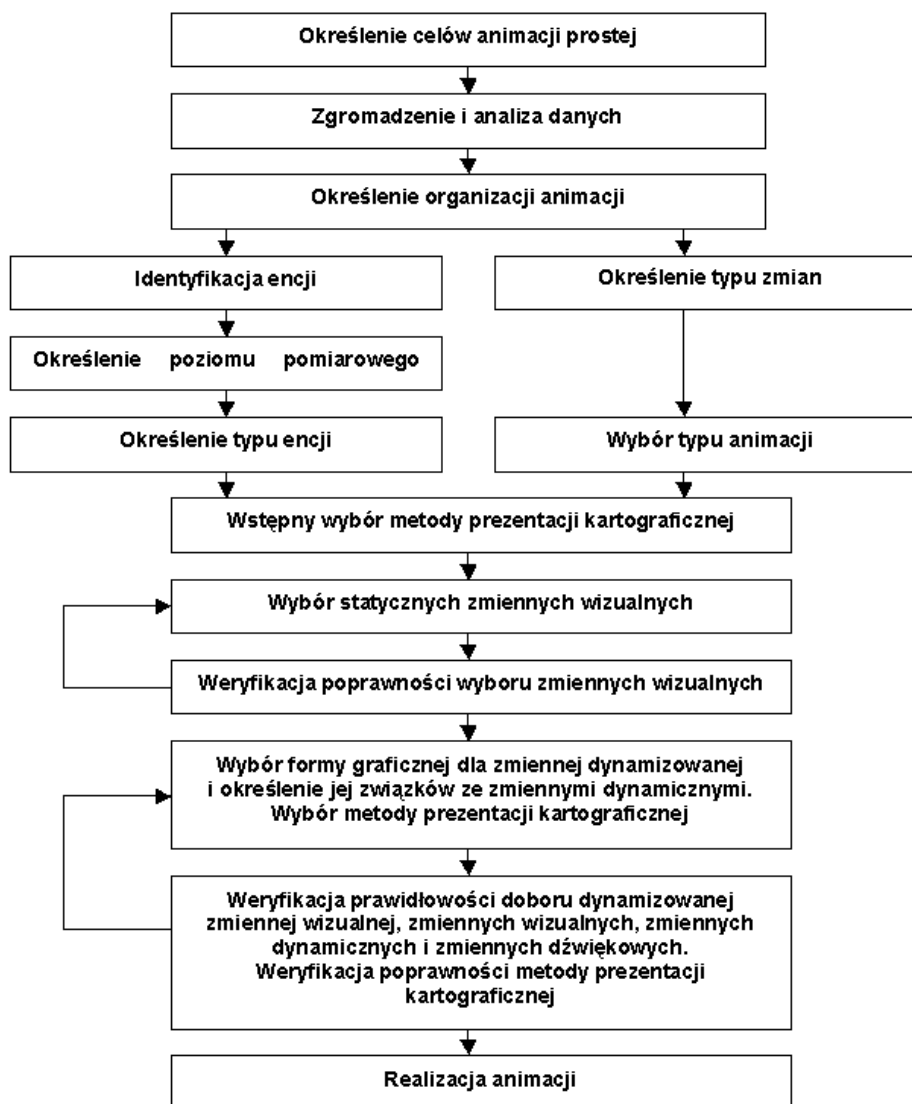 Określenie celów animacji prostej
Zgromadzenie i analiza danych
Określenie organizacji animacji
Identyfikacja encji
Określenie typu zmian
Określenie poziomu pomiarowego
Określenie typu encji
Wybór typu animacji
Wstępny wybór metody prezentacji kartograficznej
Wybór statycznych zmiennych wizualnych
Weryfikacja poprawności wyboru zmiennych wizualnych
Wybór formy graficznej dla zmiennej dynamizowanej
i określenie jej związków ze zmiennymi dynamicznymi.
Wybór metody prezentacji kartograficznej
Weryfikacja prawidłowości doboru dynamizowanej
zmiennej wizualnej, zmiennych wizualnych, zmiennych
dynamicznych i zmiennych dźwiękowych.
Weryfikacja poprawności metody prezentacji
kartograficznej
Realizacja animacji